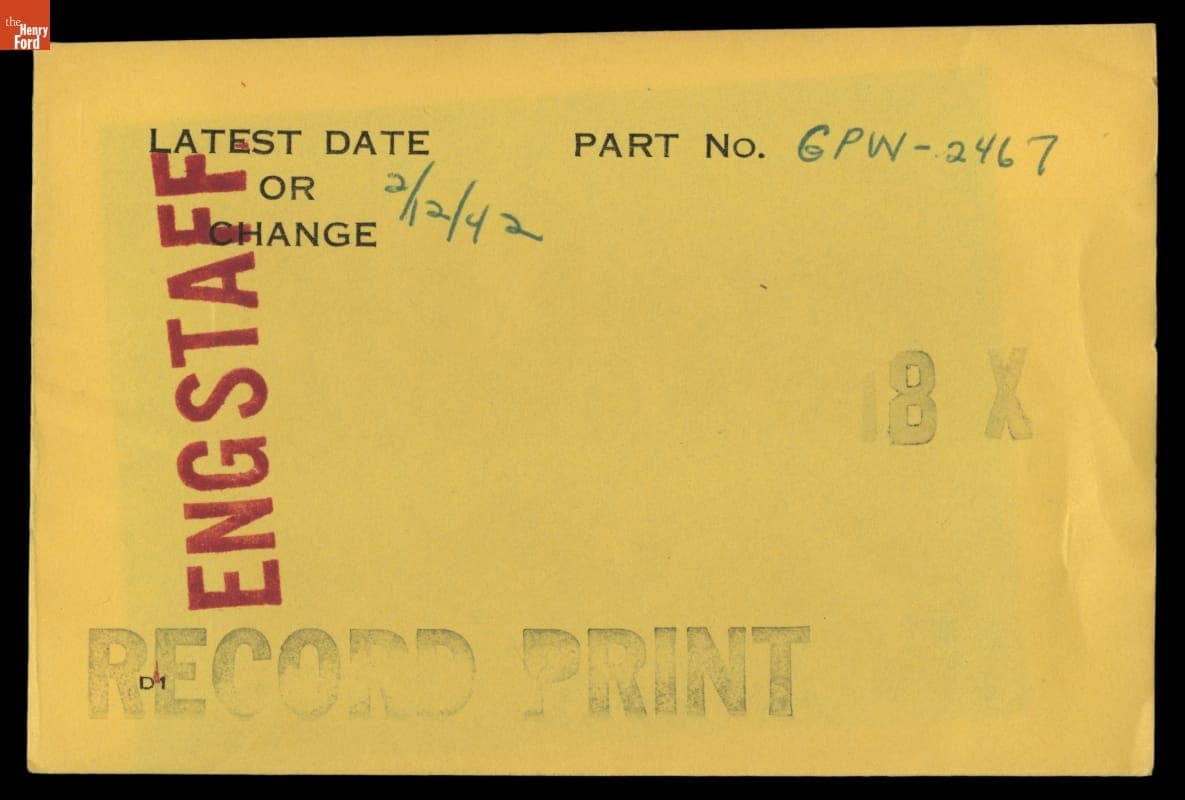 the
Henry
Ford
LATEST DATE
OR
CHANGE 2/12/42
PART No. GPW-2467
ENGSTAFF
18 X
RECORD PRINT
D1